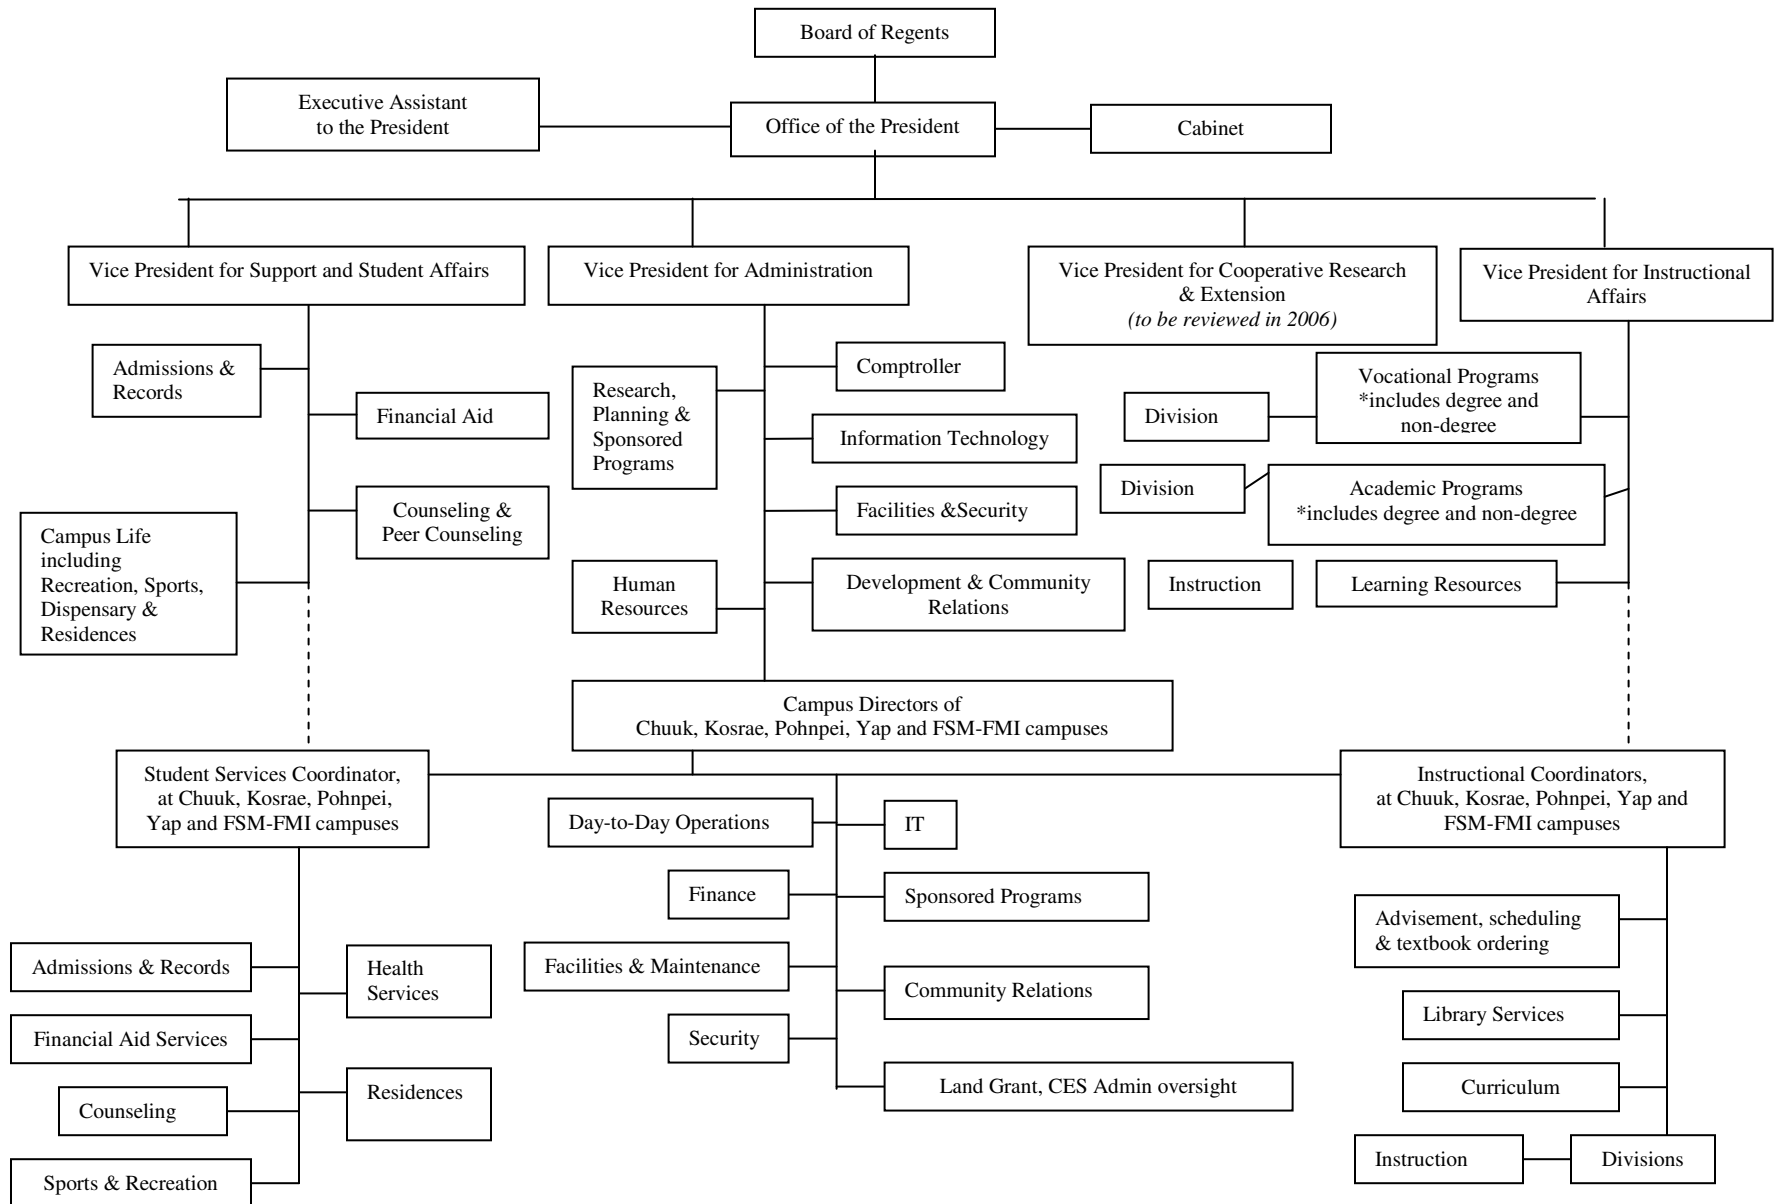 Board of Regents
Executive Assistant
to the President
Office of the President
Cabinet
Vice President for Support and Student Affairs
Vice President for Administration
Vice President for Cooperative Research
& Extension
(to be reviewed in 2006)
Vice President for Instructional
Affairs
Admissions &
Records
Financial Aid
Counseling &
Peer Counseling
Campus Life
including
Recreation, Sports,
Dispensary &
Residences
Research,
Planning &
Sponsored
Programs
Comptroller
Information Technology
Facilities &Security
Human
Resources
Development & Community
Relations
Division
Vocational Programs
*includes degree and
non-degree
Division
Academic Programs
*includes degree and non-degree
Instruction
Learning Resources
Campus Directors of
Chuuk, Kosrae, Pohnpei, Yap and FSM-FMI campuses
Student Services Coordinator,
at Chuuk, Kosrae, Pohnpei,
Yap and FSM-FMI campuses
Instructional Coordinators,
at Chuuk, Kosrae, Pohnpei, Yap and
FSM-FMI campuses
Day-to-Day Operations
IT
Finance
Sponsored Programs
Facilities & Maintenance
Community Relations
Security
Land Grant, CES Admin oversight
Admissions & Records
Health
Services
Financial Aid Services
Residences
Counseling
Sports & Recreation
Advisement, scheduling
& textbook ordering
Library Services
Curriculum
Instruction
Divisions